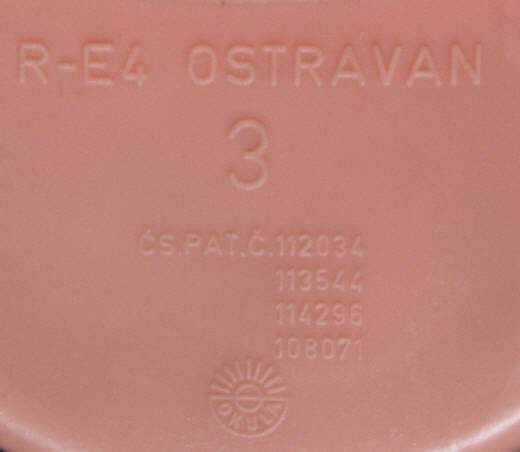 R-E4 OSTRAVAN
3
ČS.PAT.Č.112034
113544
114296
108071
OKULA